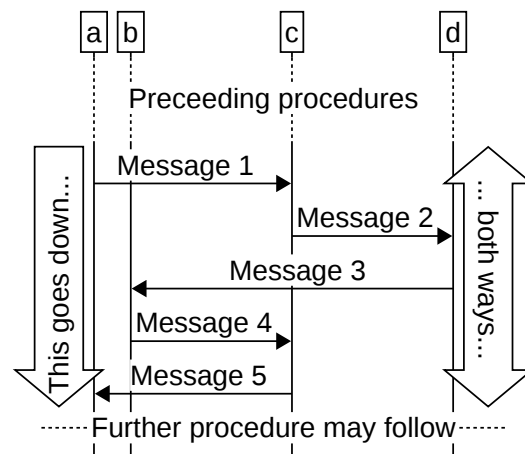 a b c d
Preceeding procedures
Message 1
Message 2
Message 3
Message 4
Message 5
This goes down...
... both ways...
Further procedure may follow